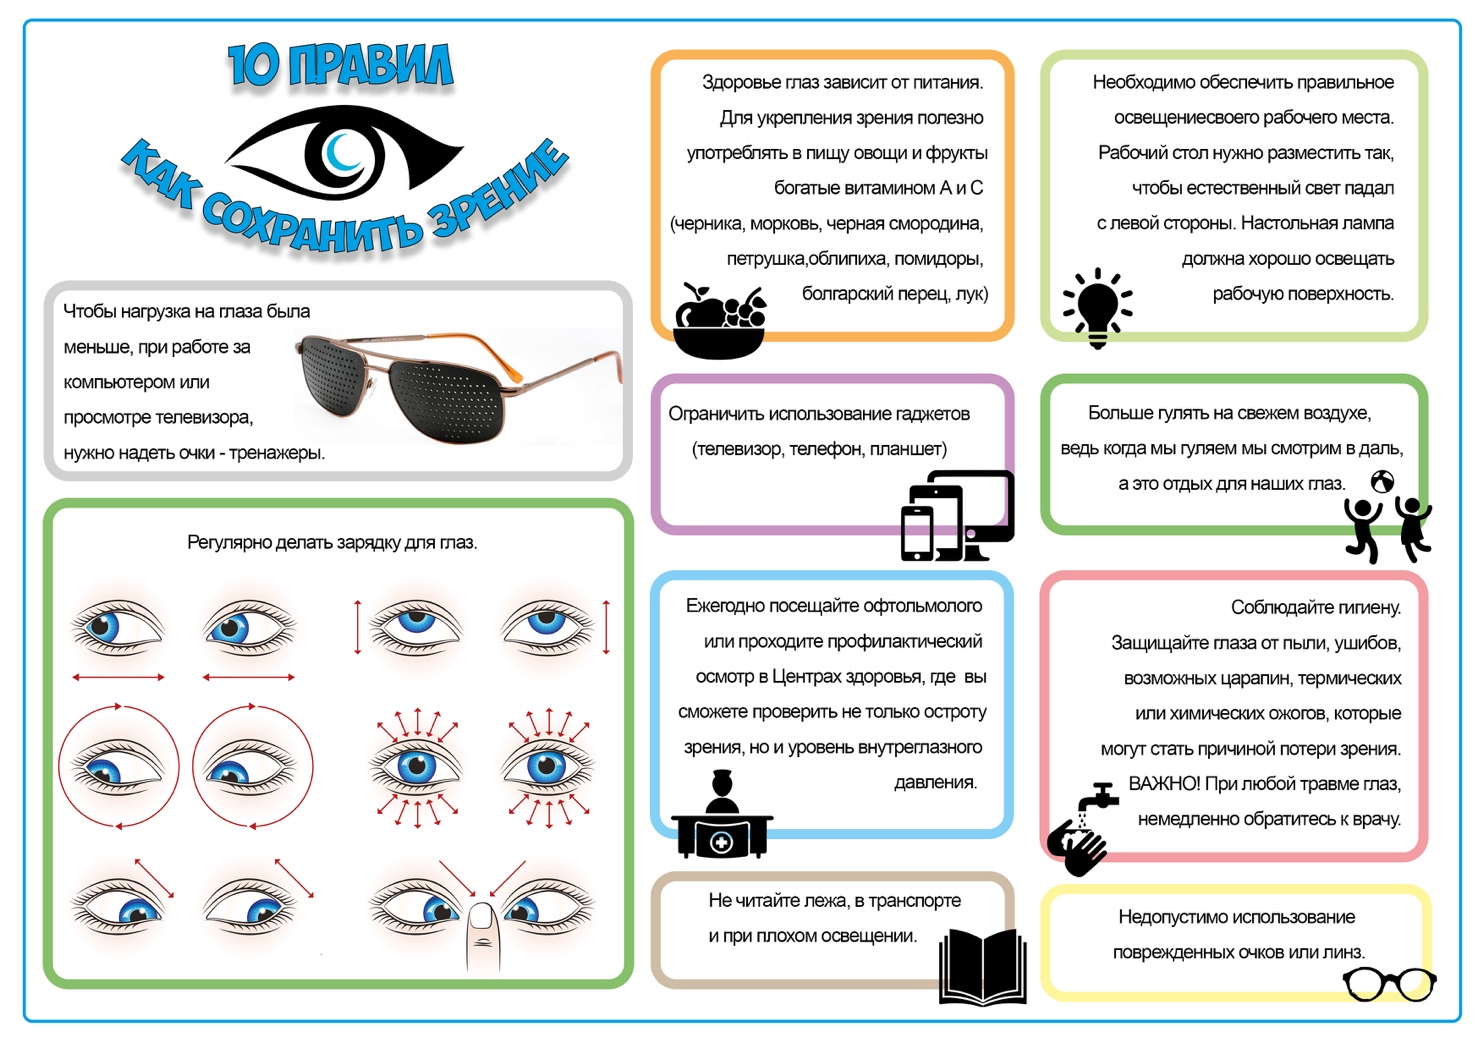 10 ПРАВИЛ
КАК СОХРАНИТЬ ЗРЕНИЕ
Чтобы нагрузка на глаза была
меньше, при работе за
компьютером или
просмотре телевизора,
нужно надеть очки - тренажеры.
Регулярно делать зарядку для глаз.
Здоровье глаз зависит от питания.
Для укрепления зрения полезно
употреблять в пищу овощи и фрукты
богатые витамином А и С
(черника, морковь, черная смородина,
петрушка,облипиха, помидоры,
болгарский перец, лук)
Ограничить использование гаджетов
(телевизор, телефон, планшет)
Ежегодно посещайте офтольмолого
или проходите профилактический
осмотр в Центрах здоровья, где вы
сможете проверить не только остроту
зрения, но и уровень внутреглазного
давления.
Не читайте лежа, в транспорте
и при плохом освещении.
Необходимо обеспечить правильное
освещениесвоего рабочего места.
Рабочий стол нужно разместить так,
чтобы естественный свет падал
с левой стороны. Настольная лампа
должна хорошо освещать
рабочую поверхность.
Больше гулять на свежем воздухе,
ведь когда мы гуляем мы смотрим в даль,
а это отдых для наших глаз.
Соблюдайте гигиену.
Защищайте глаза от пыли, ушибов,
возможных царапин, термических
или химических ожогов, которые
могут стать причиной потери зрения.
ВАЖНО! При любой травме глаз,
немедленно обратитесь к врачу.
Недопустимо использование
поврежденных очков или линз.